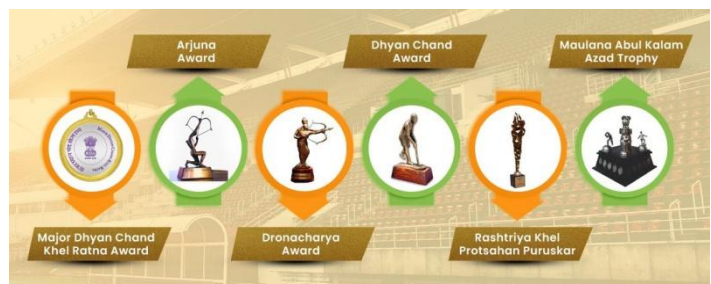 Arjuna
Award
Dhyan Chand
Award
Maulana Abul Kalam
Azad Trophy
Major Dhyan Chand
Khel Ratna Award
Dronacharya
Award
Rashtriya Khel
Protsahan Puruskar